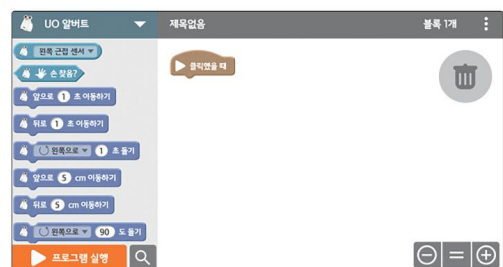 UO 알버트
제목없음
블록 1개
왼쪽 근접 센서
손 찾음?
앞으로 1 초 이동하기
뒤로 1 초 이동하기
왼쪽으로 1 초 돌기
앞으로 5 cm 이동하기
뒤로 5 cm 이동하기
왼쪽으로 90 도 돌기
프로그램 실행
클릭했을 때